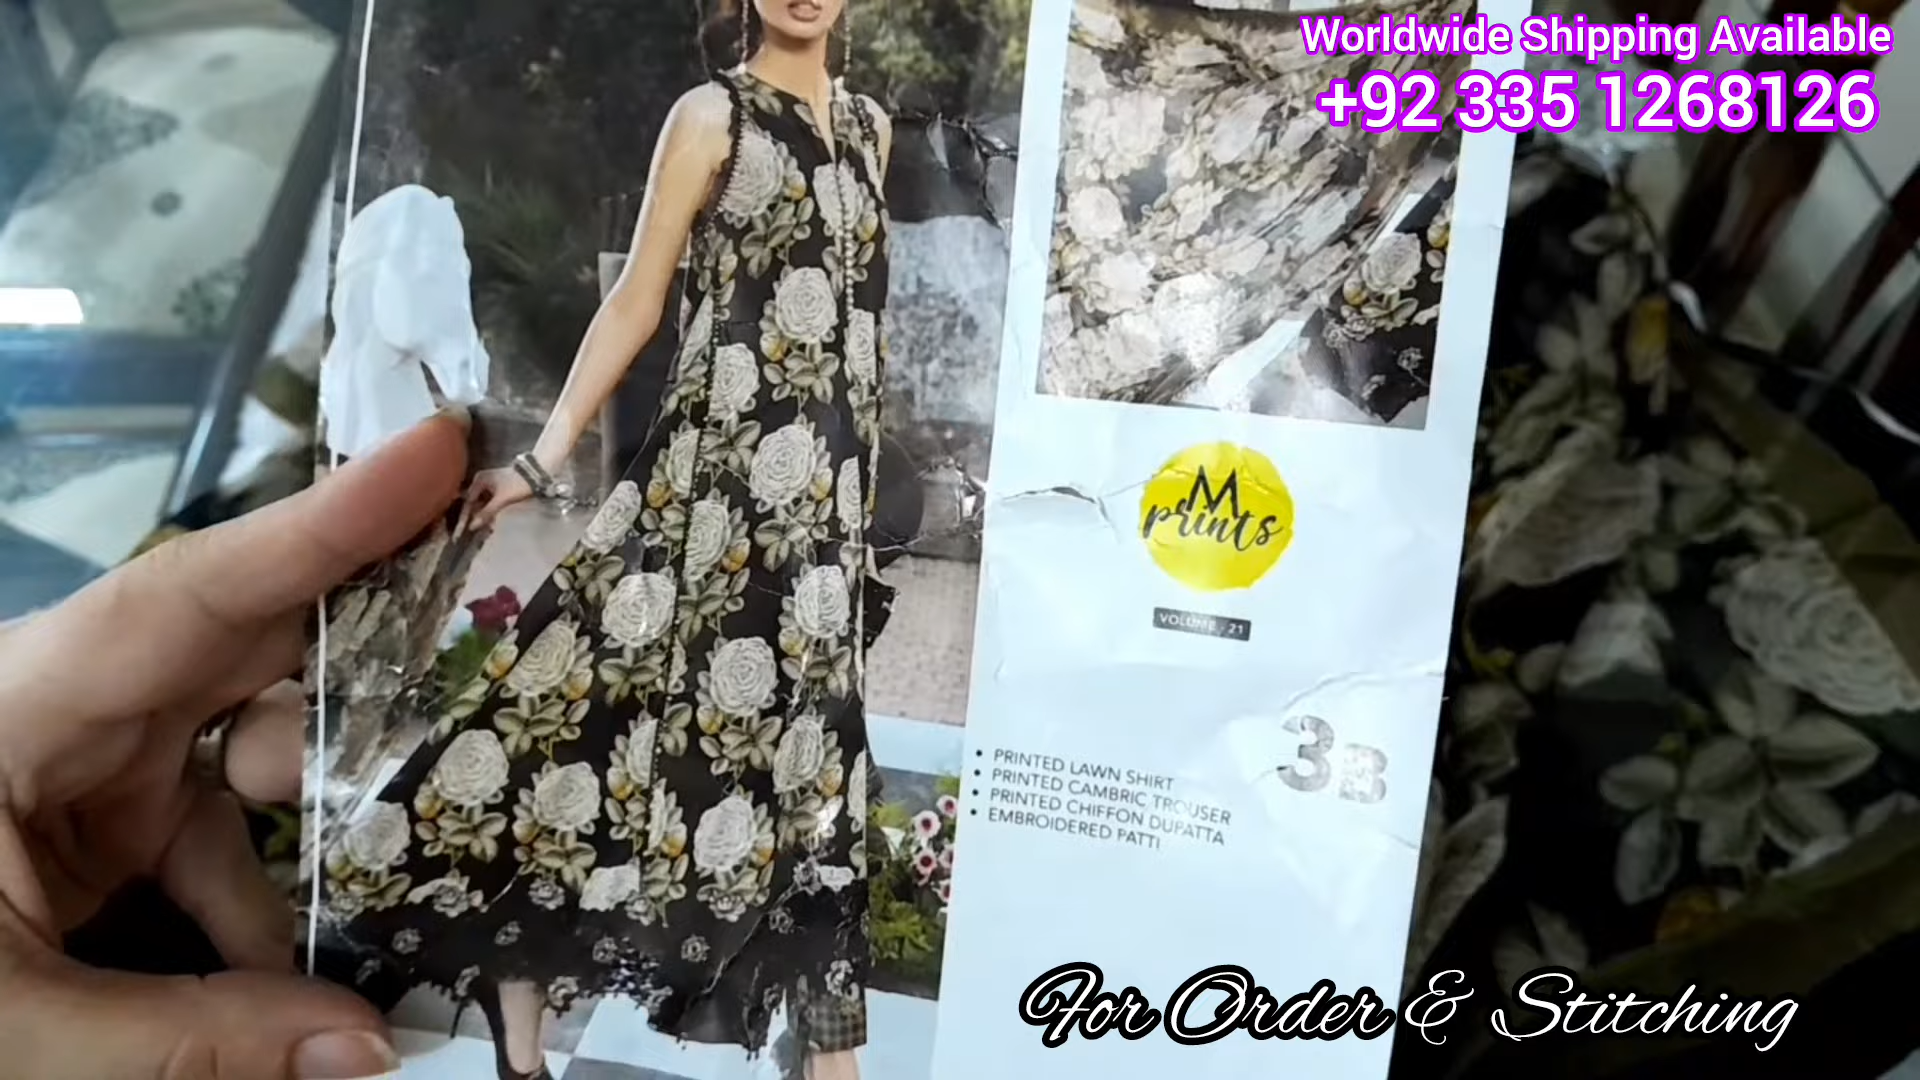 Worldwide Shipping Available
+92 335 1268126
M
prints
VOLUME - 21
3B
• PRINTED LAWN SHIRT
• PRINTED CAMBRIC TROUSER
• PRINTED CHIFFON DUPATTA
• EMBROIDERED PATTI
For Order & Stitching